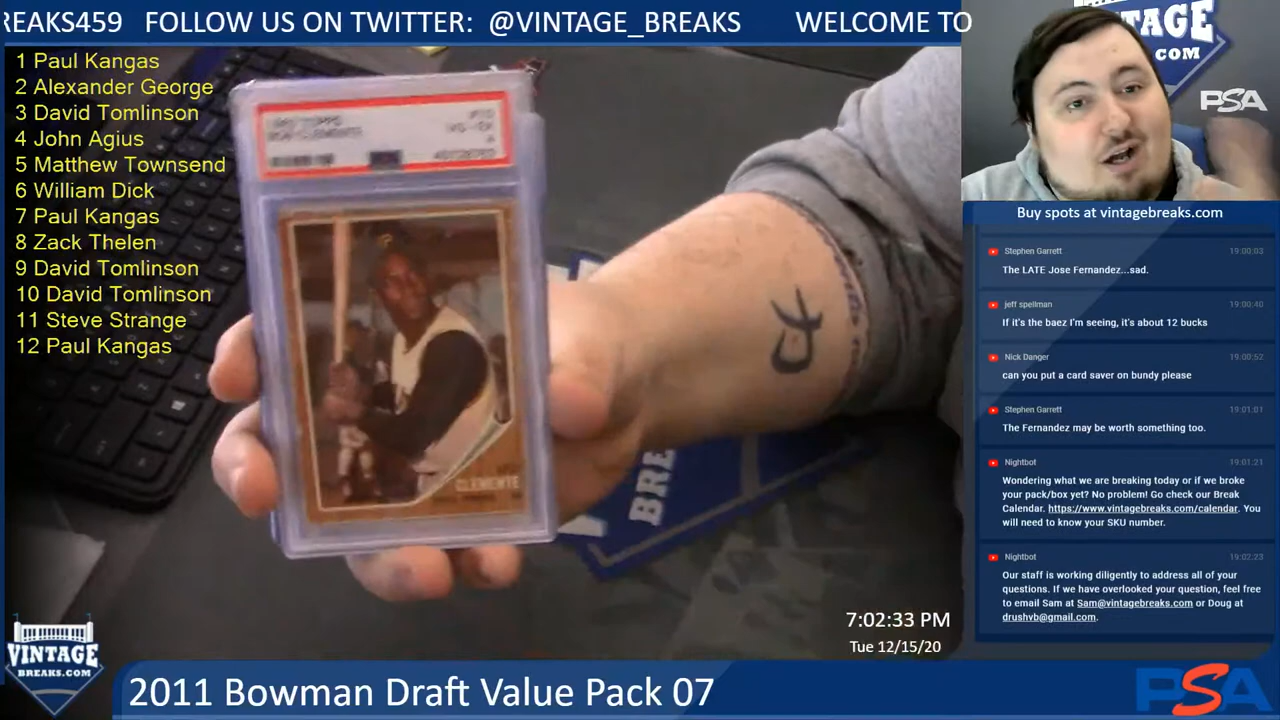 REAKS459 FOLLOW US ON TWITTER: @VINTAGE_BREAKS WELCOME TO
1 Paul Kangas
2 Alexander George
3 David Tomlinson
4 John Agius
5 Matthew Townsend
6 William Dick
7 Paul Kangas
8 Zack Thelen
9 David Tomlinson
10 David Tomlinson
11 Steve Strange
12 Paul Kangas
VG-EX
CLEMENTE
BRE
NTAGE
.COM
PSA
Buy spots at vintagebreaks.com
Stephen Garrett 19:00:03
The LATE Jose Fernandez...sad.
jeff spellman 19:00:40
If it's the baez I'm seeing, it's about 12 bucks
Nick Danger 19:00:52
can you put a card saver on bundy please
Stephen Garrett 19:01:01
The Fernandez may be worth something too.
Nightbot 19:01:21
Wondering what we are breaking today or if we broke
your pack/box yet? No problem! Go check our Break
Calendar. https://www.vintagebreaks.com/calendar. You
will need to know your SKU number.
Nightbot 19:02:23
Our staff is working diligently to address all of your
questions. If we have overlooked your question, feel free
to email Sam at Sam@vintagebreaks.com or Doug at
drushvb@gmail.com.
7:02:33 PM
Tue 12/15/20
VINTAGE
BREAKS.COM
2011 Bowman Draft Value Pack 07
PSA